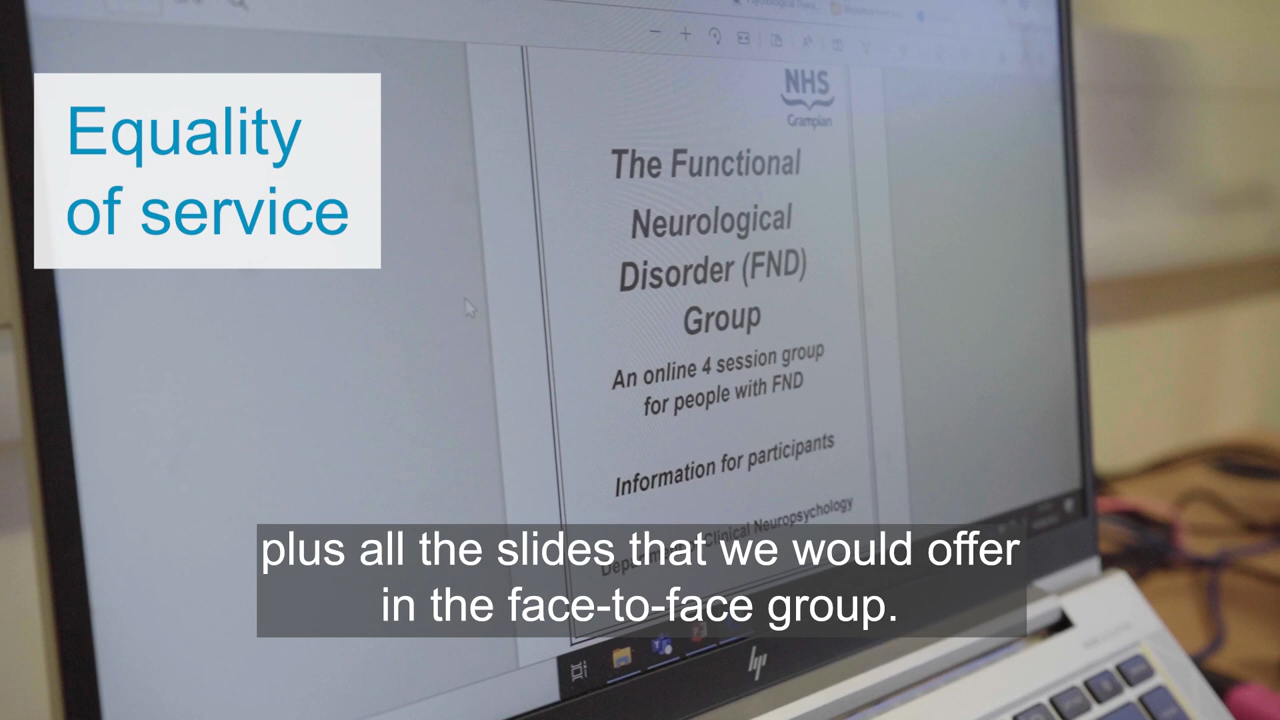 Equality
of service
NHS
Grampian
The Functional
Neurological
Disorder (FND)
Group
An online 4 session group
for people with FND
Information for participants
Clinical Neuropsychology
plus all the slides that we would offer
in the face-to-face group.
hp